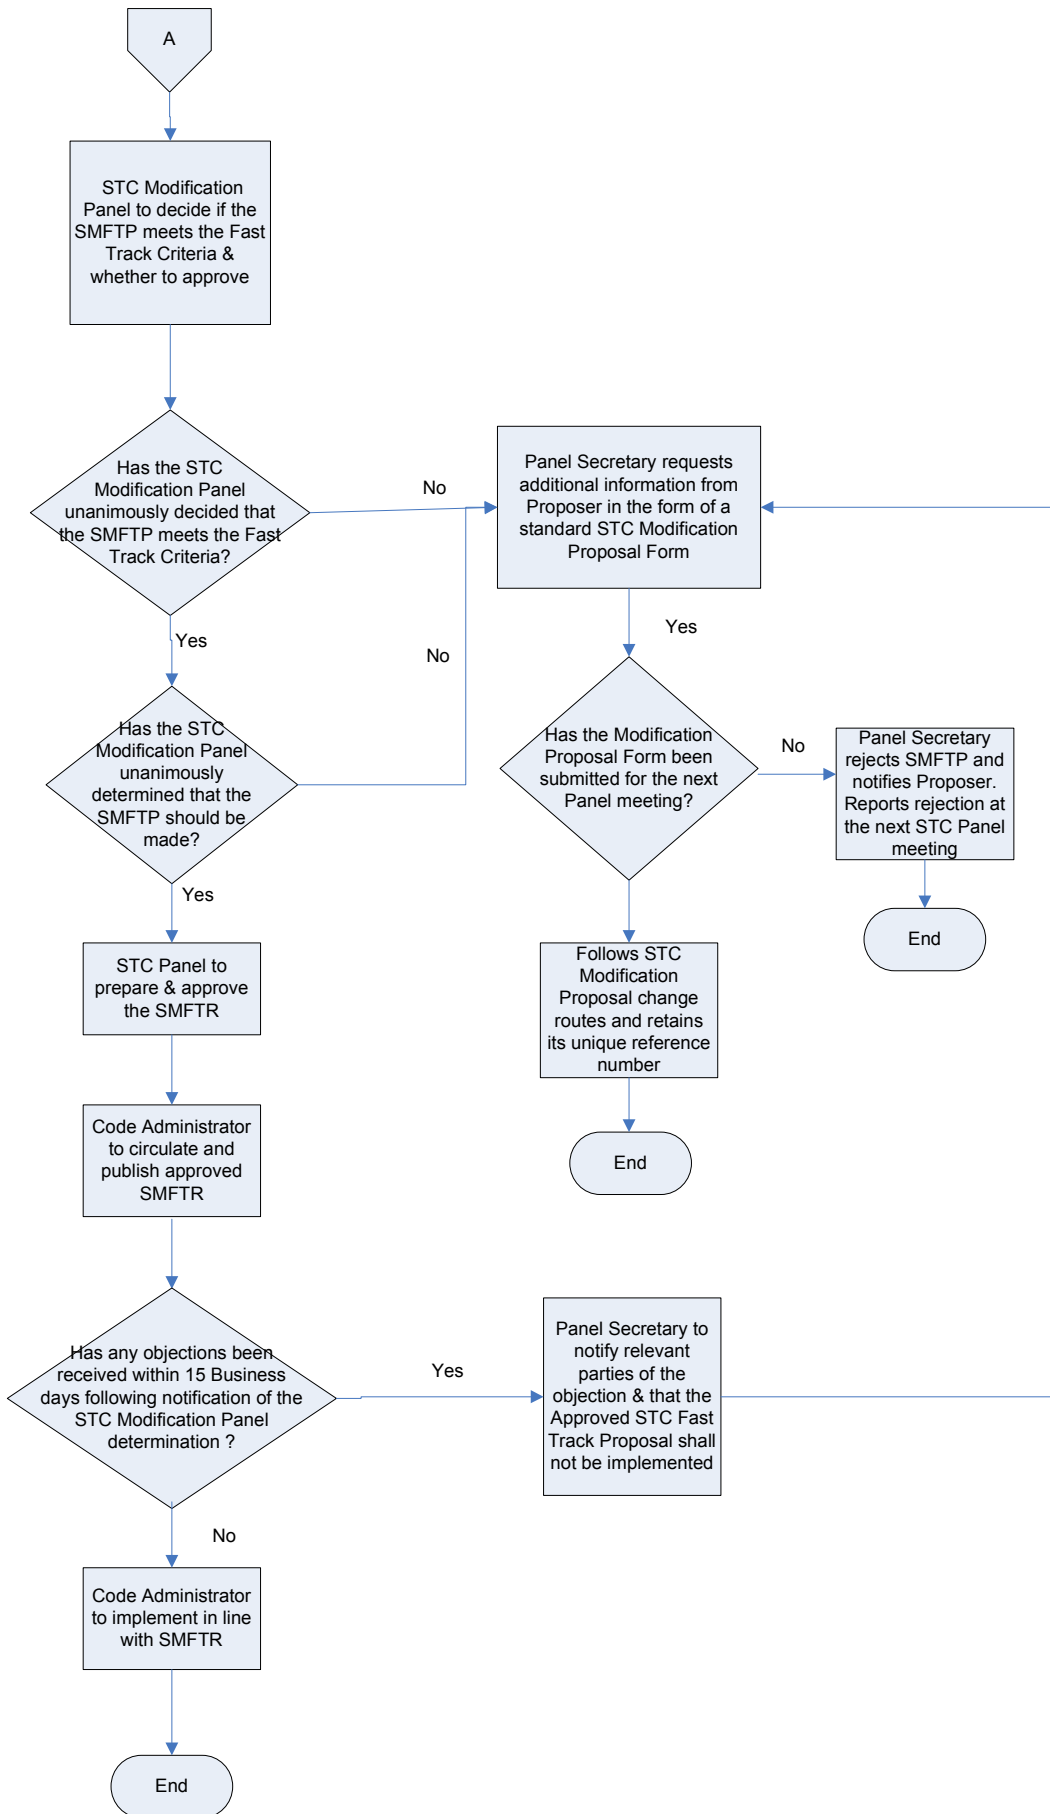 A
STC Modification
Panel to decide if the
SMFTP meets the Fast
Track Criteria &
whether to approve
Has the STC
Modification Panel
unanimously decided that
the SMFTP meets the Fast
Track Criteria?
No
Panel Secretary requests
additional information from
Proposer in the form of a
standard STC Modification
Proposal Form
Yes
No
Yes
Has the STC
Modification Panel
unanimously
determined that the
SMFTP should be
made?
Has the Modification
Proposal Form been
submitted for the next
Panel meeting?
No
Panel Secretary
rejects SMFTP and
notifies Proposer.
Reports rejection at
the next STC Panel
meeting
End
Yes
STC Panel to
prepare & approve
the SMFTR
Follows STC
Modification
Proposal change
routes and retains
its unique reference
number
End
Code Administrator
to circulate and
publish approved
SMFTR
Has any objections been
received within 15 Business
days following notification of the
STC Modification Panel
determination ?
Yes
Panel Secretary to
notify relevant
parties of the
objection & that the
Approved STC Fast
Track Proposal shall
not be implemented
No
Code Administrator
to implement in line
with SMFTR
End